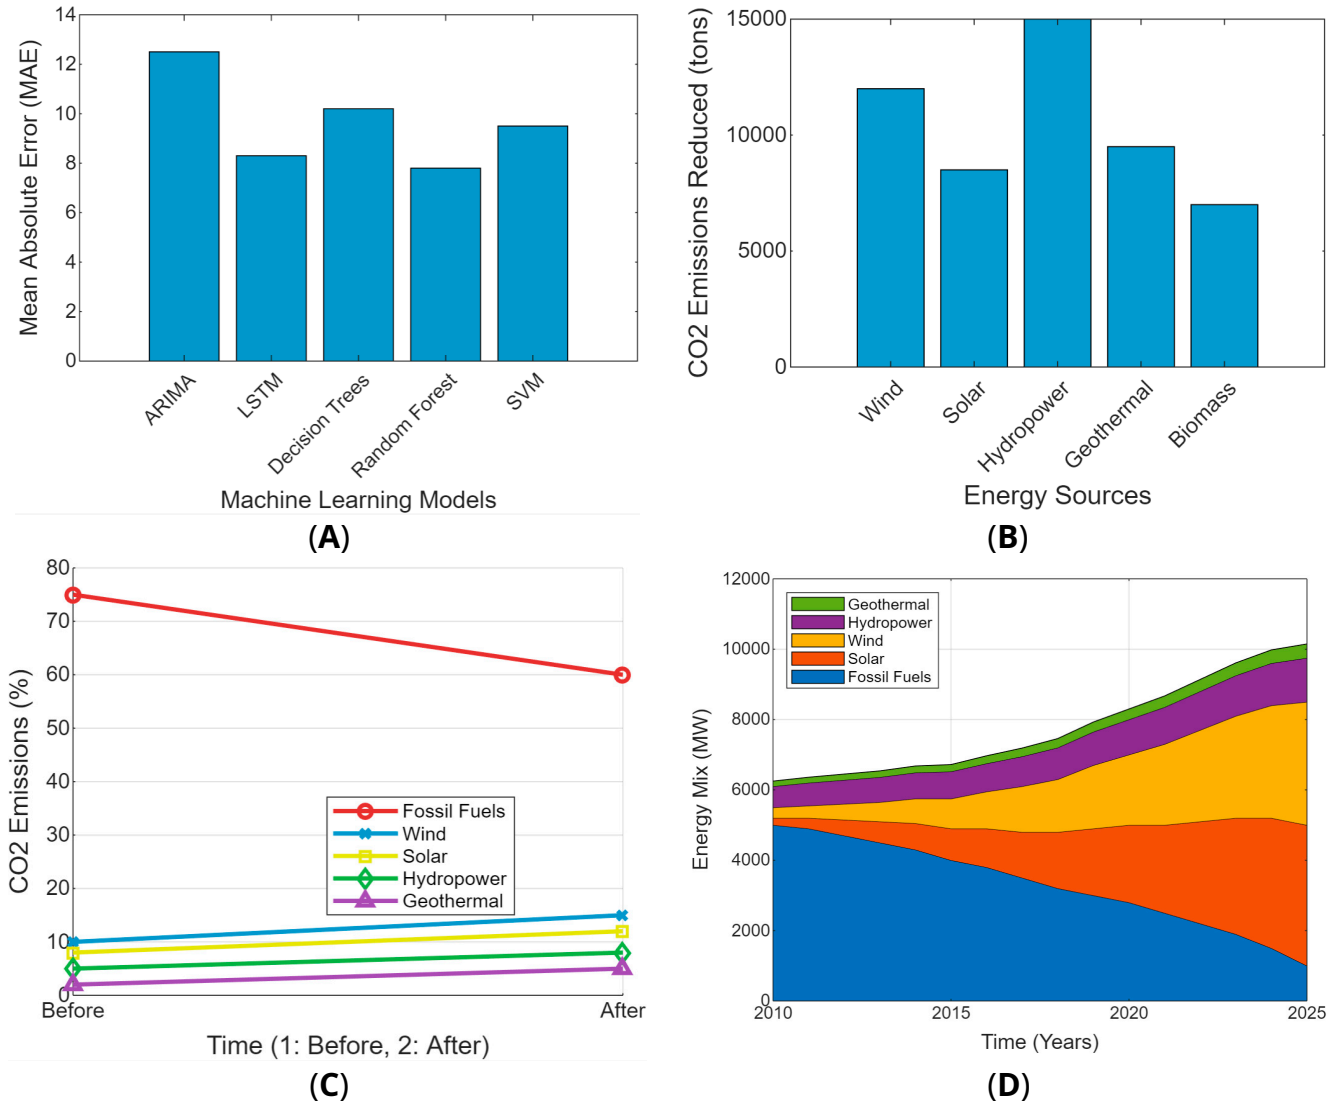 Mean Absolute Error (MAE)
14
12
10
8
6
4
2
0
ARIMA
LSTM
Decision Trees
Random Forest
SVM
Machine Learning Models
(A)
CO2 Emissions Reduced (tons)
15000
10000
5000
0
Wind
Solar
Hydropower
Geothermal
Biomass
Energy Sources
(B)
CO2 Emissions (%)
80
70
60
50
40
30
20
10
0
Fossil Fuels
Wind
Solar
Hydropower
Geothermal
Before
After
Time (1: Before, 2: After)
(C)
Energy Mix (MW)
12000
10000
8000
6000
4000
2000
0
Geothermal
Hydropower
Wind
Solar
Fossil Fuels
2010
2015
2020
2025
Time (Years)
(D)